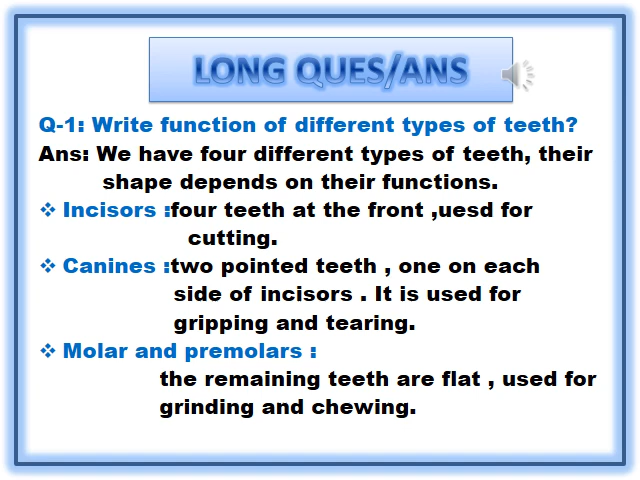 LONG QUES/ANS
Q-1: Write function of different types of teeth?
Ans: We have four different types of teeth, their
shape depends on their functions.
❖ Incisors :four teeth at the front ,uesd for
cutting.
❖ Canines :two pointed teeth , one on each
side of incisors . It is used for
gripping and tearing.
❖ Molar and premolars :
the remaining teeth are flat , used for
grinding and chewing.